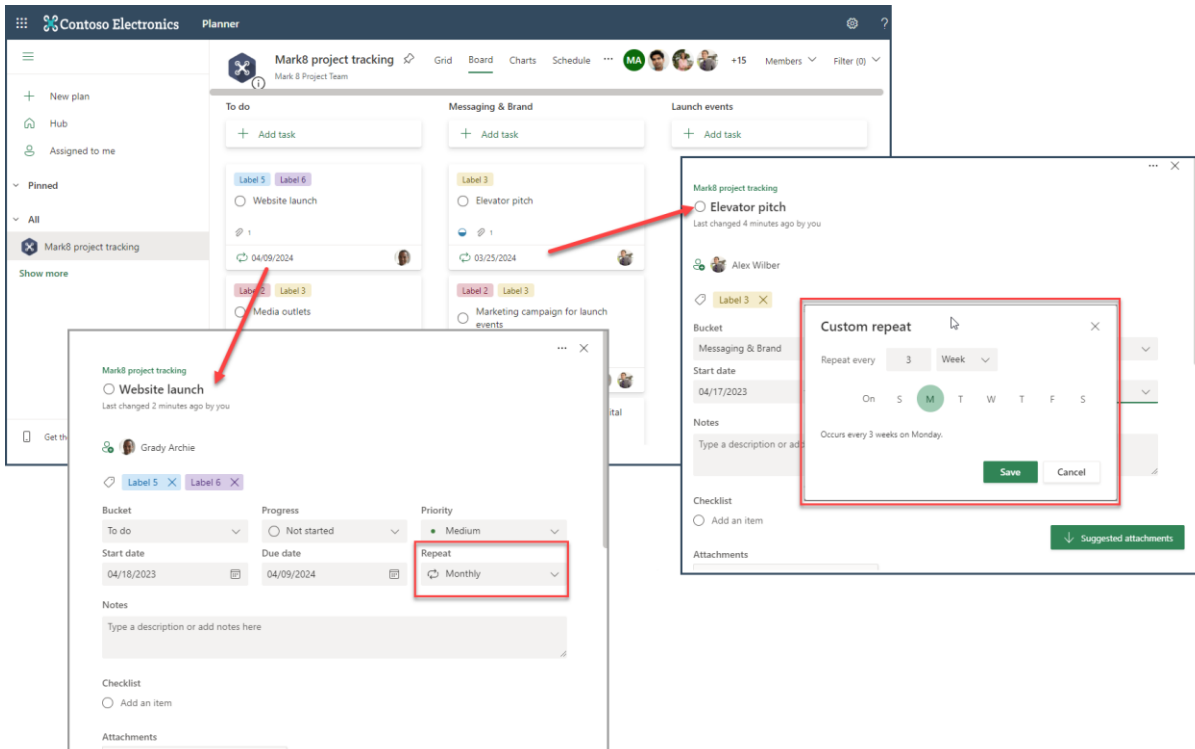 Contoso Electronics Planner ?
Mark8 project tracking Grid Board Charts Schedule ··· MA +15 Members Filter (0)
Mark 8 Project Team
New plan
Hub
Assigned to me
Pinned
All
Mark8 project tracking
Show more
To do Messaging & Brand Launch events
Add task Add task Add task
Label 5 Label 6
Website launch
1
04/09/2024
Label 2 Label 3
Media outlets
Label 3
Elevator pitch
1
03/25/2024
Label 2 Label 3
Marketing campaign for launch
events
ital
Get th
Mark8 project tracking
Website launch
Last changed 2 minutes ago by you
Grady Archie
Label 5 Label 6
Bucket Progress Priority
To do Not started Medium
Start date Due date Repeat
04/18/2023 04/09/2024 Monthly
Notes
Type a description or add notes here
Checklist
Add an item
Attachments
Mark8 project tracking
Elevator pitch
Last changed 4 minutes ago by you
Alex Wilber
Label 3
Bucket
Messaging & Brand
Start date
04/17/2023
Notes
Type a description or add
Checklist
Add an item
Suggested attachments
Attachments
Custom repeat
Repeat every 3 Week
On S M T W T F S
Occurs every 3 weeks on Monday.
Save Cancel